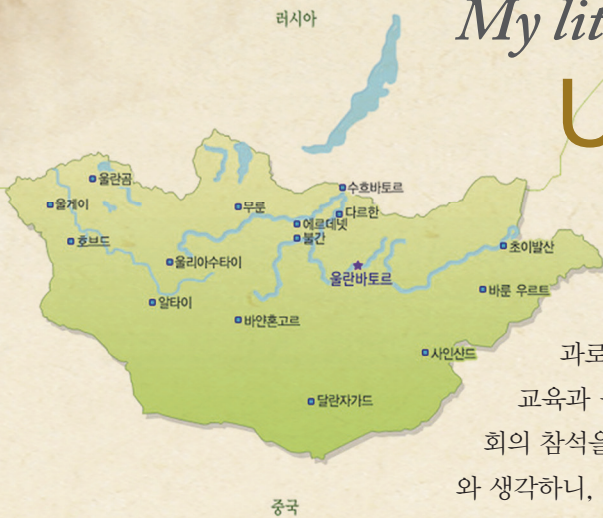 러시아
My lit
U
울란곰
수흐바토르
울게이
무릉
다르한
에르데넷
호브드
불간
초이발산
울리아수타이
울란바토르
바룬 우르트
알타이
바얀혼고르
사인샨드
과로
교육과
달란자가드
회의 참석을
와 생각하니,
중국